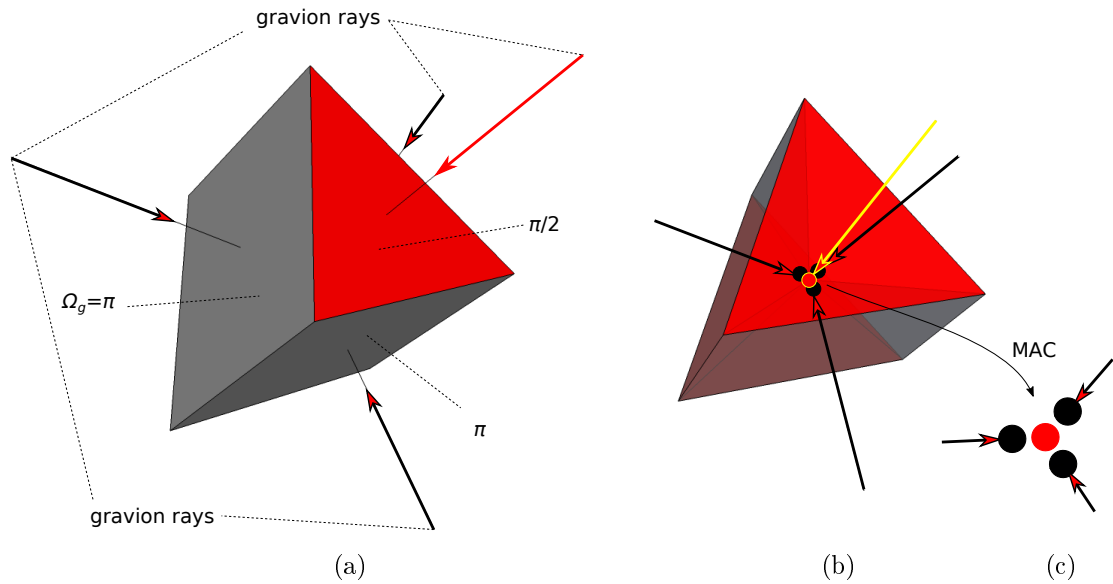 gravion rays
π/2
Ω_g=π
π
gravion rays
MAC
(a)
(b)
(c)